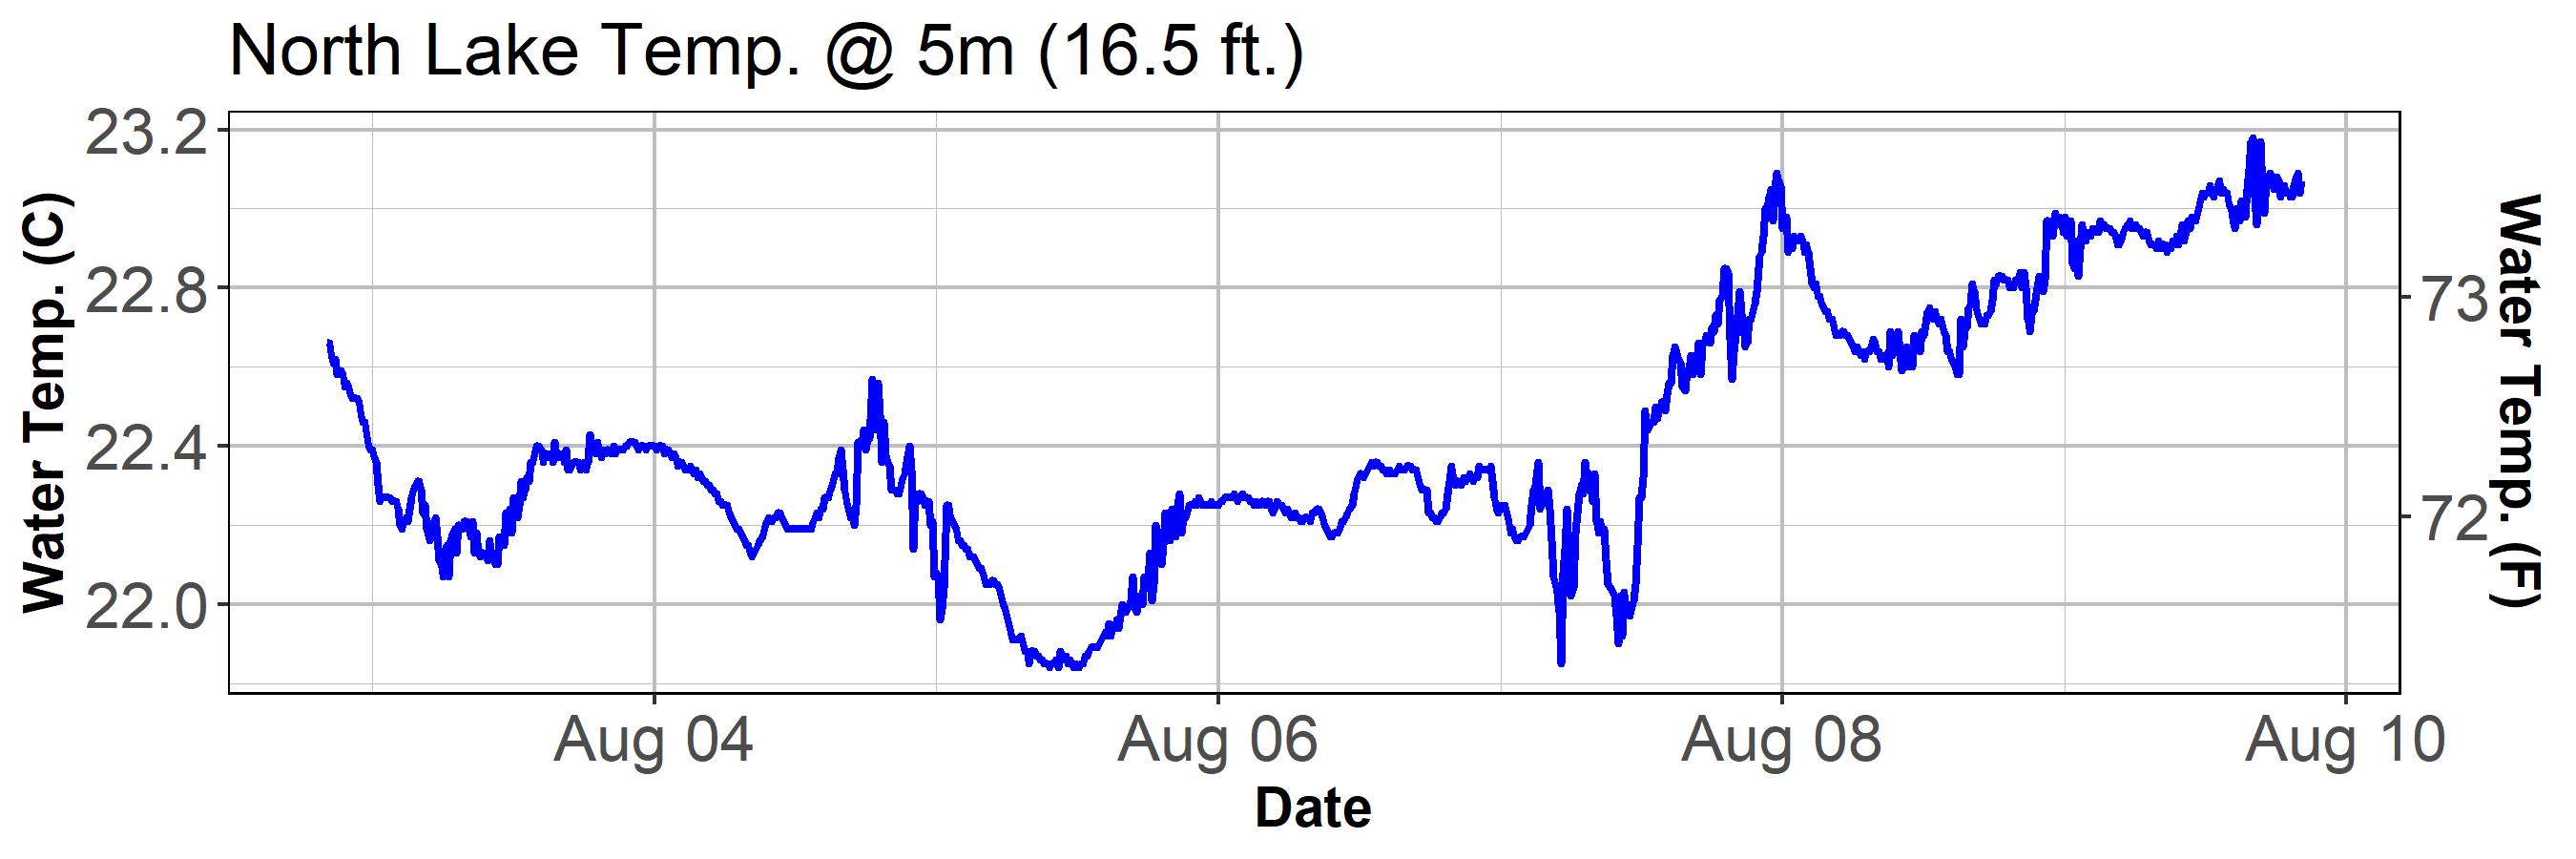 North Lake Temp. @ 5m (16.5 ft.)
Water Temp. (C)
23.2
22.8
22.4
22.0
73
72
Water Temp. (F)
Aug 04 Aug 06 Aug 08 Aug 10
Date